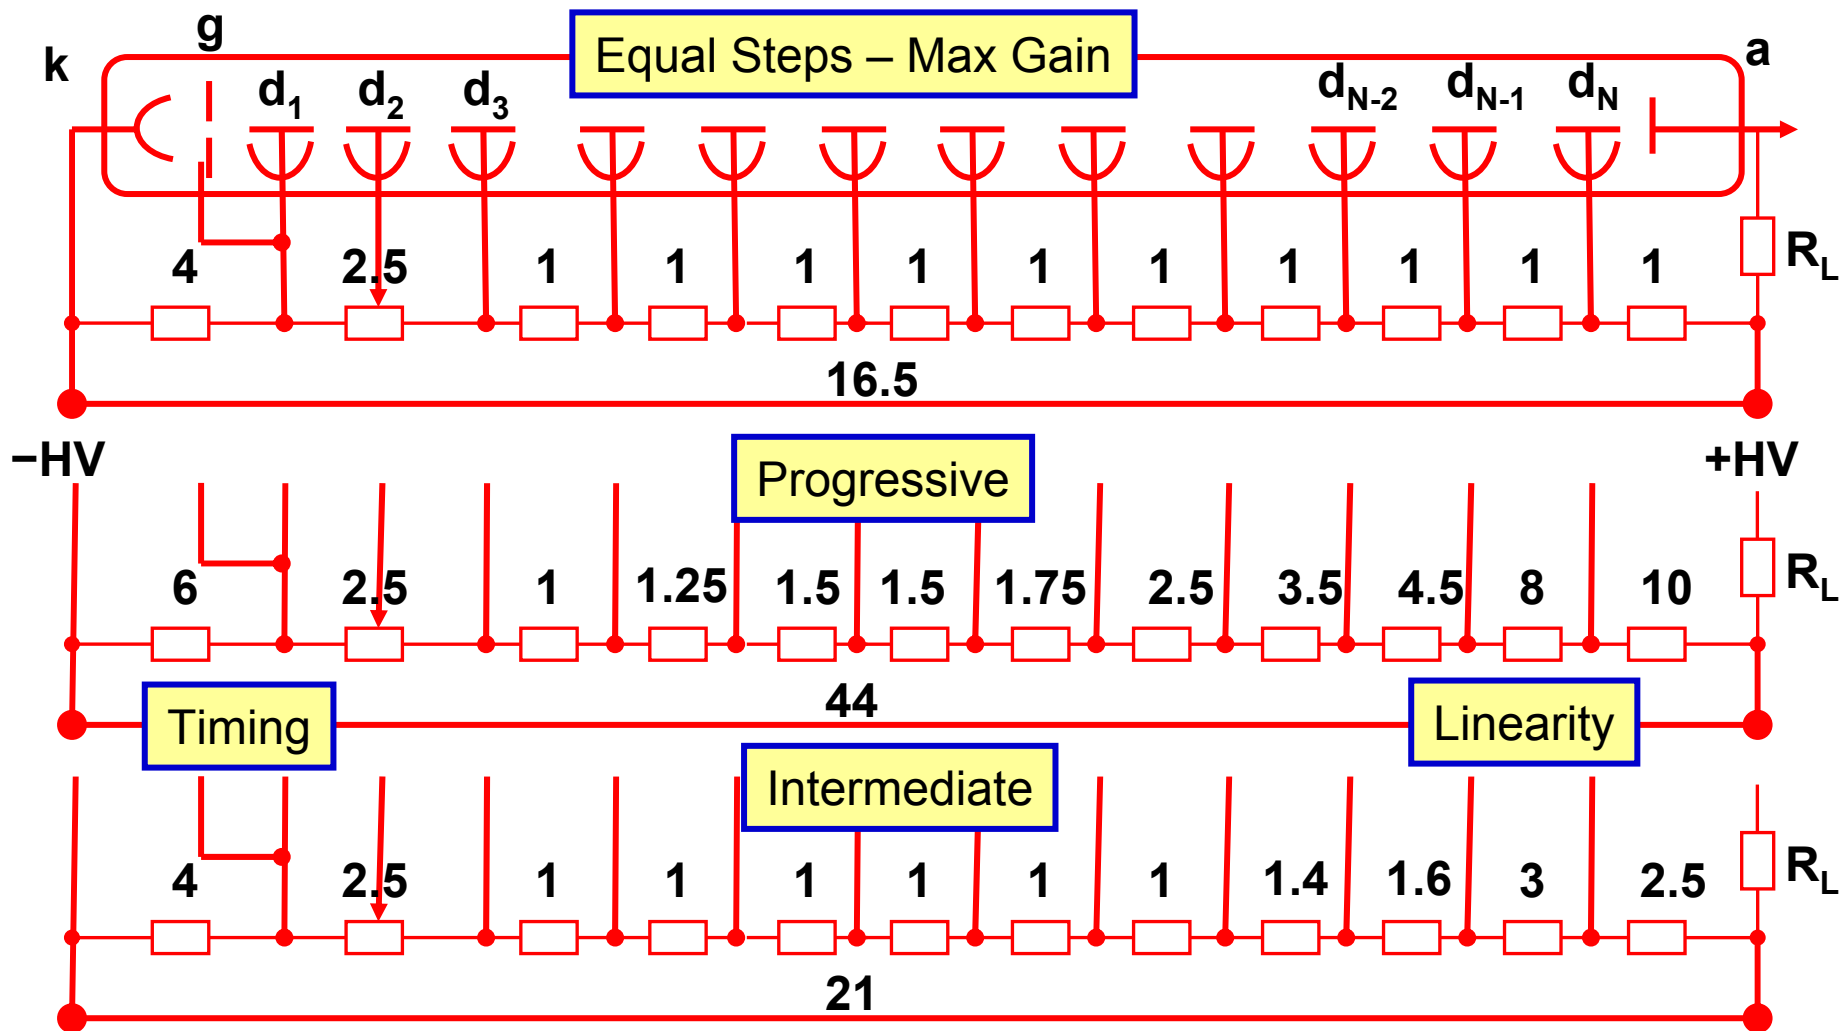 g
Equal Steps – Max Gain
k
a
d1 d2 d3 dN-2 dN-1 dN
4 2.5 1 1 1 1 1 1 1 1 1 1 RL
16.5
−HV
+HV
Progressive
6 2.5 1 1.25 1.5 1.5 1.75 2.5 3.5 4.5 8 10 RL
44
Timing
Linearity
Intermediate
4 2.5 1 1 1 1 1 1 1.4 1.6 3 2.5 RL
21